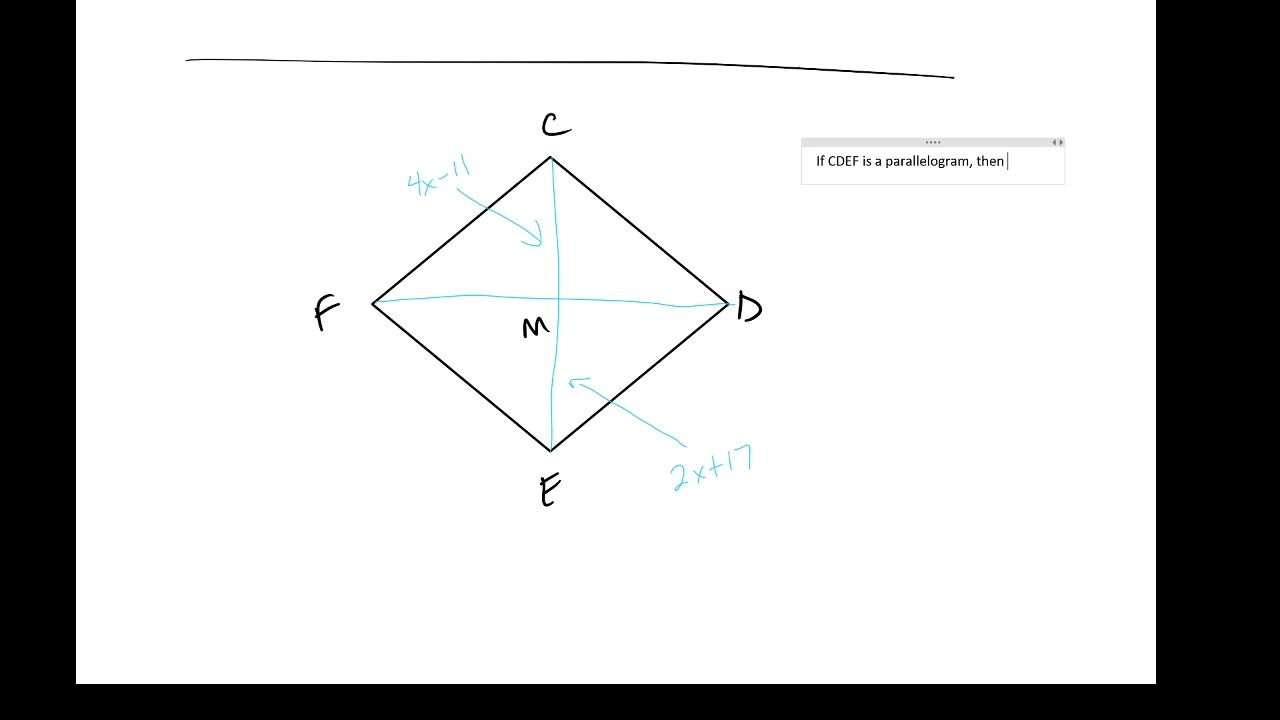 C
4x-11
If CDEF is a parallelogram, then
F
D
M
2x+17
E